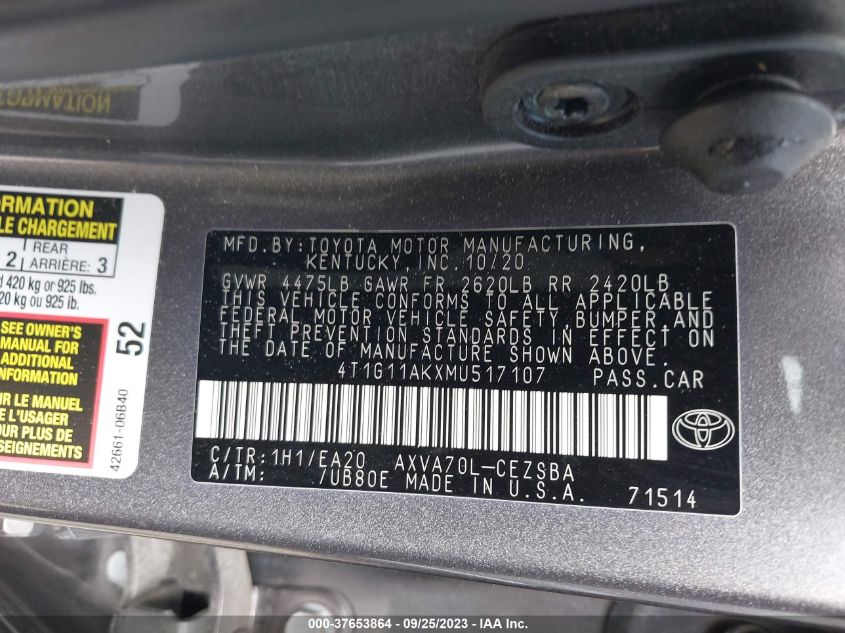 ORMATION
LE CHARGEMENT
2 REAR
ARRIÈRE: 3
d 420 kg or 925 lbs.
20 kg ou 925 lb.
SEE OWNER'S
MANUAL FOR
ADDITIONAL
INFORMATION
UR LE MANUEL
E L'USAGER
OUR PLUS DE
SEIGNEMENTS
52
42661-06B40
MFD.BY:TOYOTA MOTOR MANUFACTURING,
KENTUCKY, INC.10/20
GVWR 4475LB GAWR FR 2620LB RR 2420LB
THIS VEHICLE CONFORMS TO ALL APPLICABLE
FEDERAL MOTOR VEHICLE SAFETY,BUMPER,AND
THEFT PREVENTION STANDARDS IN EFFECT ON
THE DATE OF MANUFACTURE SHOWN ABOVE.
4T1G11AKXMU517107 PASS.CAR
C/TR:1H1/EA20 AXVA70L-CEZSBA
A/TM: 7UB80E MADE IN U.S.A. 71514
TOYOTA
000-37653864 - 09/25/2023 - IAA Inc.